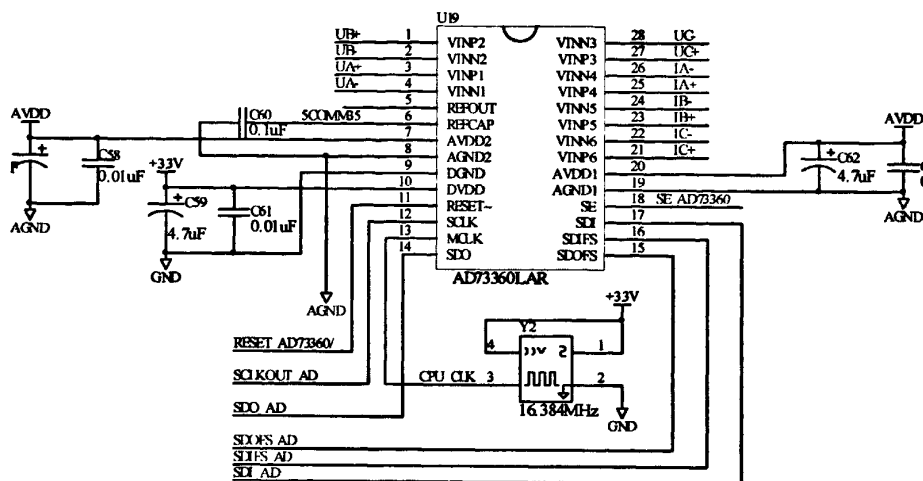 U19
UB+ 1 VINP2 VINN3 28 UG-
UB- 2 VINN2 VINP3 27 UC+
UA+ 3 VINP1 VINN4 26 IA-
UA- 4 VINN1 VINP4 25 IA+
5 REFOUT VINN5 24 IB-
C60 5COMM35 6 REFCAP VINP5 23 IB+
0.1uF 7 AVDD2 VINN6 22 IC-
8 AGND2 VINP6 21 IC+
9 DGND AVDD1 20
10 DVDD AGND1 19
11 RESET~ SE 18 SE AD73360
12 SCLK SDI 17
13 MCLK SDIFS 16
14 SDO SDOFS 15
AD73360LAR
AVDD
+
C58
0.01uF
AGND
+33V
+
C59
4.7uF
C61
0.01uF
GND
AGND
AVDD
+
C62
4.7uF
AGND
+33V
Y2
4 1
CPU CLK 3 2
16.384MHz
GND
RESET AD73360/
SCLKOUT AD
SDO AD
SDOFS AD
SDIFS AD
SDI AD